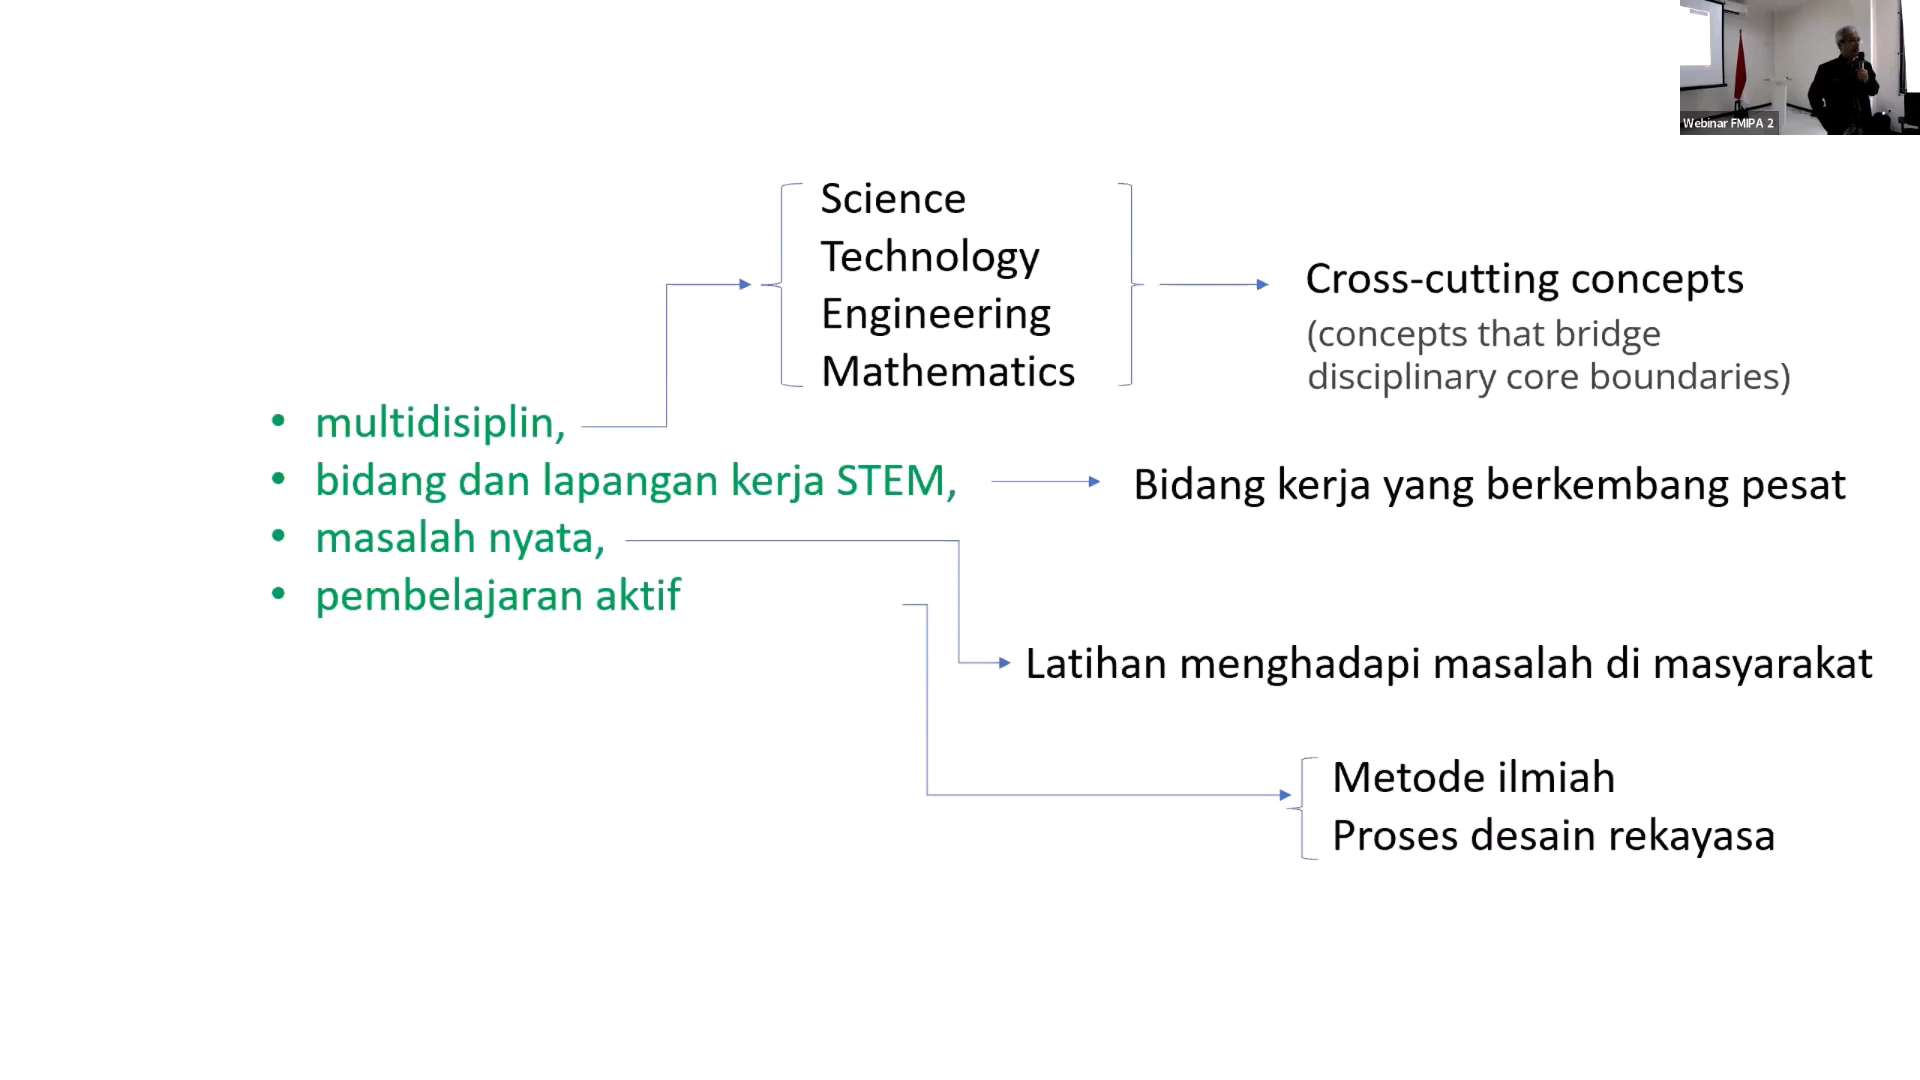 Webinar FMIPA 2
Science
Technology
Engineering
Mathematics
Cross-cutting concepts
(concepts that bridge
disciplinary core boundaries)
• multidisiplin,
• bidang dan lapangan kerja STEM,
Bidang kerja yang berkembang pesat
• masalah nyata,
• pembelajaran aktif
Latihan menghadapi masalah di masyarakat
Metode ilmiah
Proses desain rekayasa